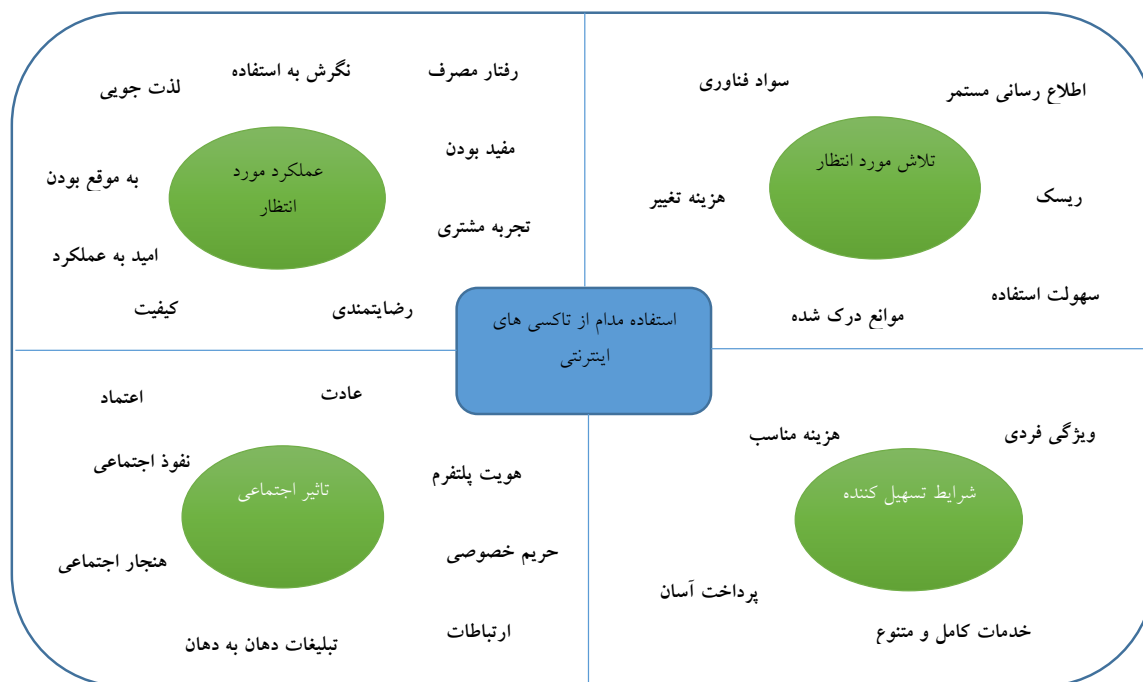 اطلاع رسانی مستمر
سواد فناوری
تلاش مورد انتظار
ریسک
هزینه تغییر
سهولت استفاده
موانع درک شده
رفتار مصرف
نگرش به استفاده
لذت جویی
مفید بودن
عملکرد مورد
انتظار
به موقع بودن
تجربه مشتری
امید به عملکرد
رضایتمندی
کیفیت
استفاده مدام از تاکسی های
اینترنتی
ویژگی فردی
هزینه مناسب
شرایط تسهیل کننده
پرداخت آسان
خدمات کامل و متنوع
عادت
اعتماد
نفوذ اجتماعی
هویت پلتفرم
تاثیر اجتماعی
حریم خصوصی
هنجار اجتماعی
ارتباطات
تبلیغات دهان به دهان